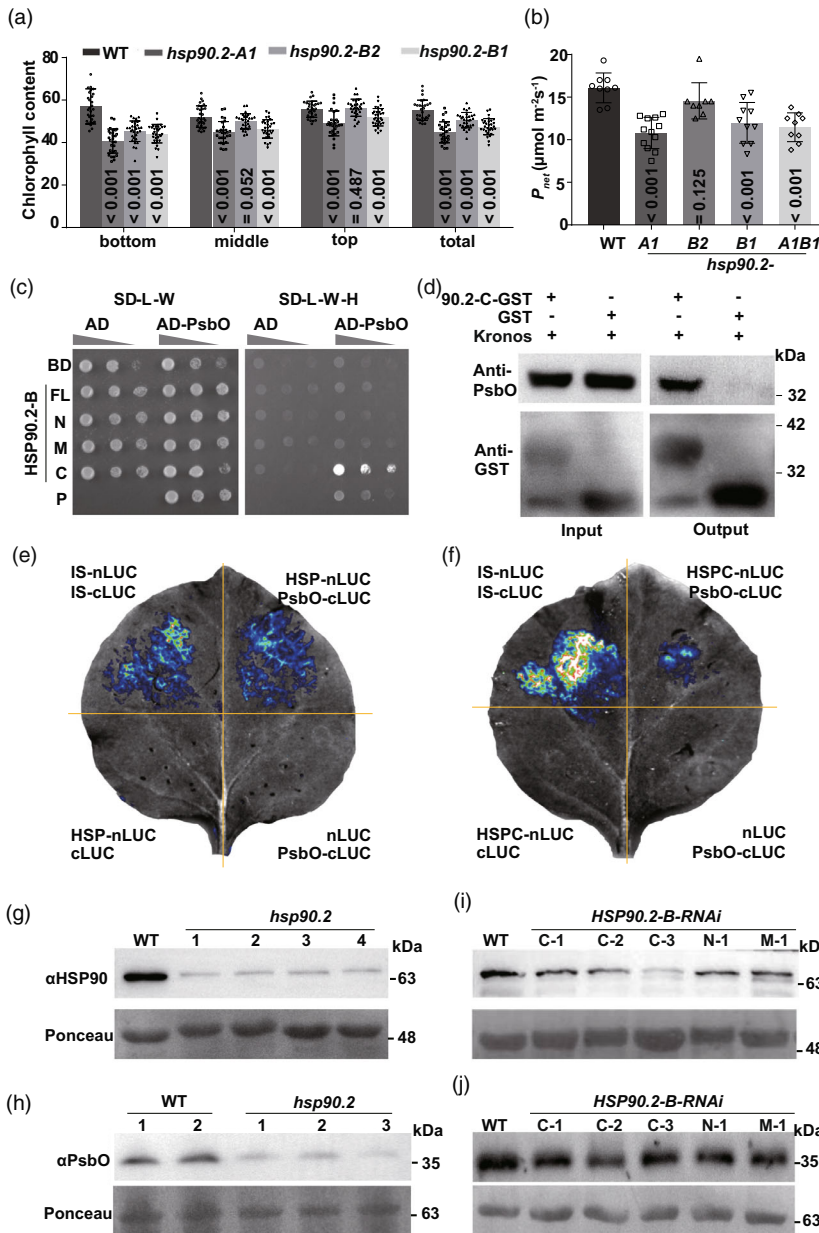 (a)
WT hsp90.2-A1 hsp90.2-B2 hsp90.2-B1
Chlorophyll content
80
60
40
20
0
< 0.001 < 0.001 < 0.001
< 0.001 = 0.052 < 0.001
< 0.001 = 0.487 < 0.001
< 0.001 < 0.001 < 0.001
bottom middle top total
(b)
Pnet (μmol m⁻²s⁻¹)
20
15
10
5
0
< 0.001 = 0.125 < 0.001 < 0.001
WT A1 B2 B1 A1B1
hsp90.2-
(c)
SD-L-W SD-L-W-H
AD AD-PsbO AD AD-PsbO
HSP90.2-B
BD
FL
N
M
C
P
(d)
90.2-C-GST + - + -
GST - + - +
Kronos + + + +
kDa
Anti-PsbO
32
42
Anti-GST
32
Input Output
(e)
IS-nLUC
IS-cLUC
HSP-nLUC
PsbO-cLUC
HSP-nLUC
cLUC
nLUC
PsbO-cLUC
(f)
IS-nLUC
IS-cLUC
HSPC-nLUC
PsbO-cLUC
HSPC-nLUC
cLUC
nLUC
PsbO-cLUC
(g)
hsp90.2
WT 1 2 3 4 kDa
αHSP90 63
Ponceau 48
(h)
WT hsp90.2
1 2 1 2 3 kDa
αPsbO 35
Ponceau 63
(i)
HSP90.2-B-RNAi
WT C-1 C-2 C-3 N-1 M-1 kDa
63
48
(j)
HSP90.2-B-RNAi
WT C-1 C-2 C-3 N-1 M-1 kDa
35
63